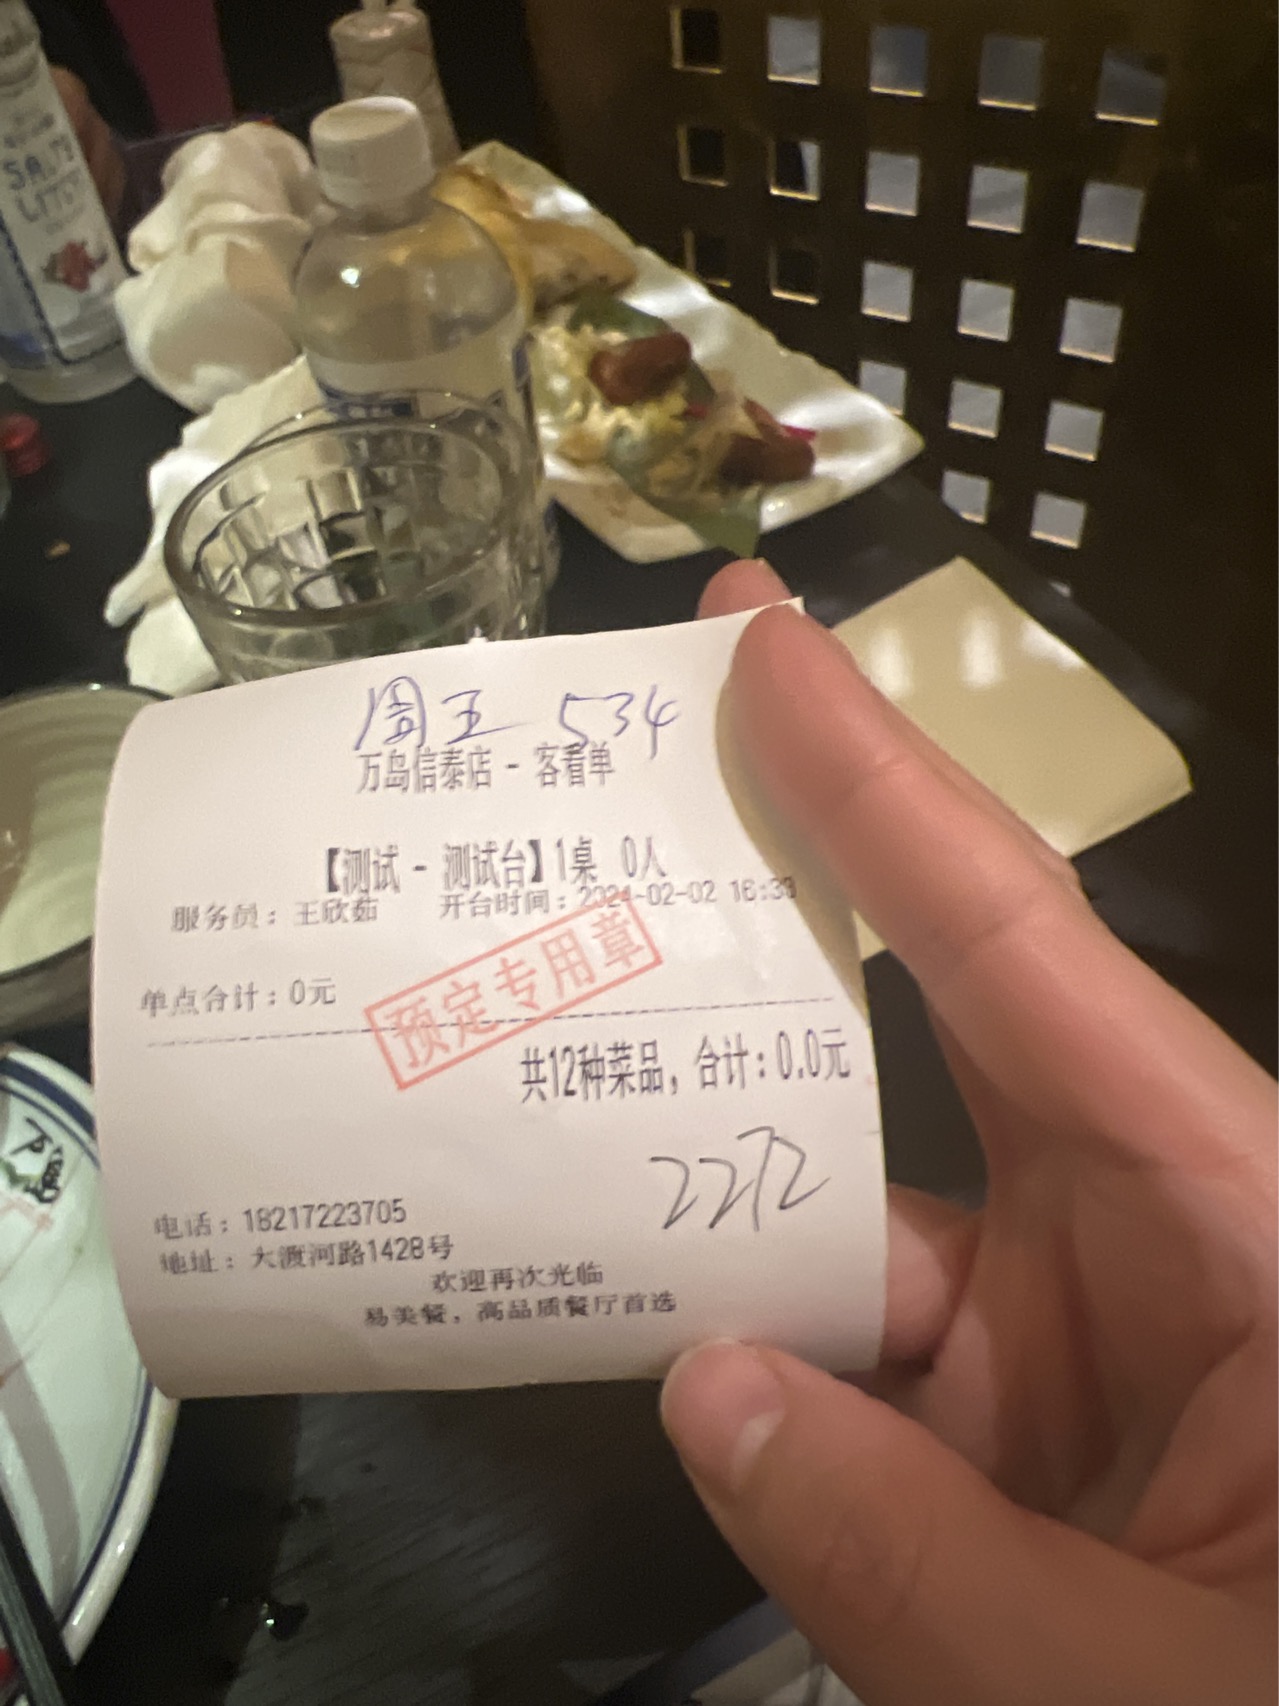 SALTE
周五 534
万岛信泰店 - 客看单
【测试 - 测试台】1桌 0人
服务员：王欣茹 开台时间：2024-02-02 16:39
单点合计：0元
预定专用章
共12种菜品，合计：0.0元
2272
电话：18217223705
地址：大渡河路1428号
欢迎再次光临
易美餐，高品质餐厅首选
万岛